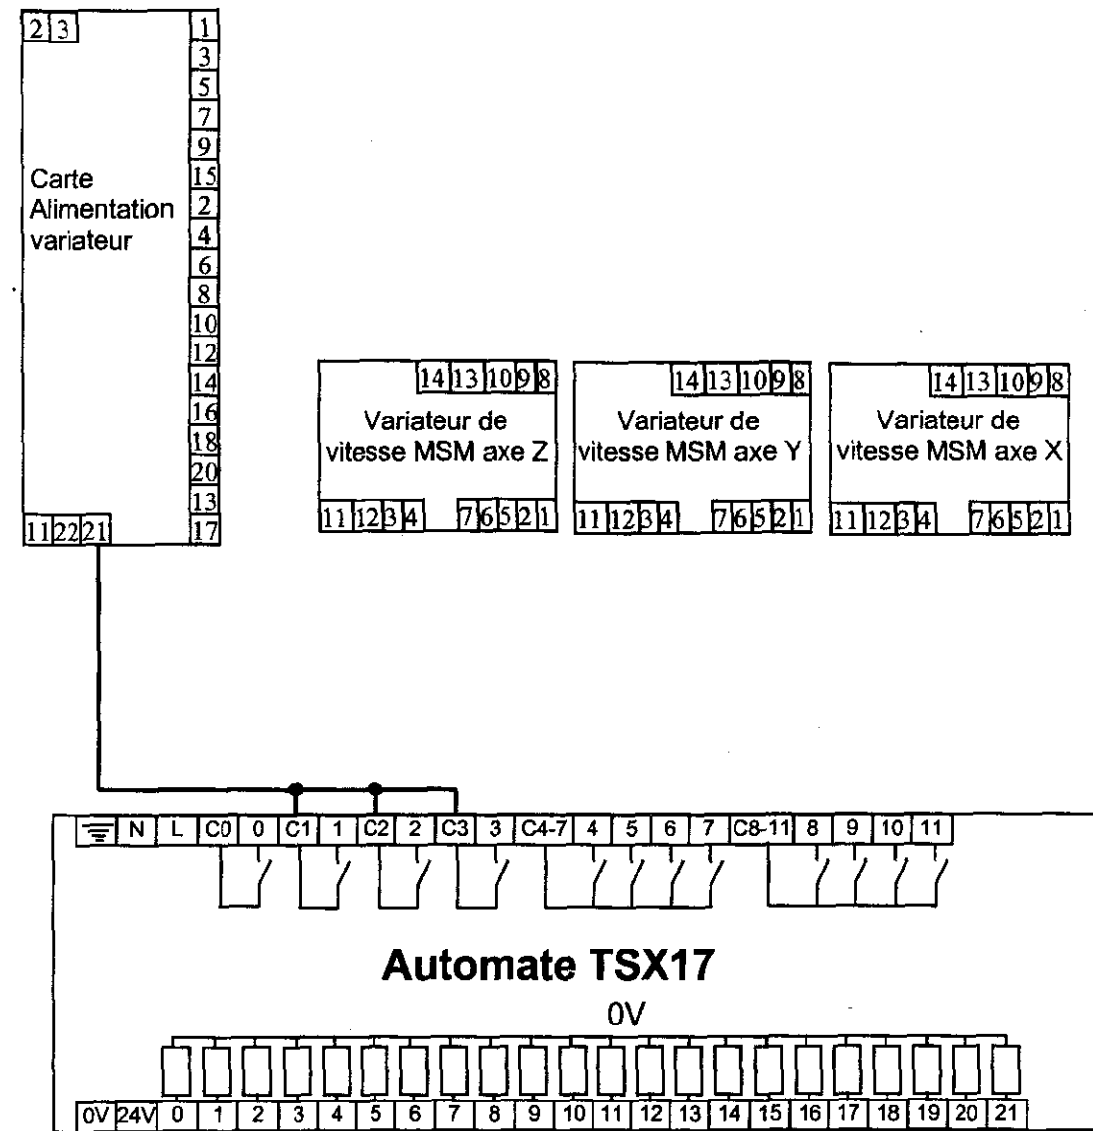 2 3
1
3
5
7
9
15
2
4
6
8
10
12
14
16
18
20
13
17
Carte
Alimentation
variateur
11 22 21
14 13 10 9 8
Variateur de
vitesse MSM axe Z
11 12 3 4 7 6 5 2 1
14 13 10 9 8
Variateur de
vitesse MSM axe Y
11 12 3 4 7 6 5 2 1
14 13 10 9 8
Variateur de
vitesse MSM axe X
11 12 3 4 7 6 5 2 1
N L C0 0 C1 1 C2 2 C3 3 C4-7 4 5 6 7 C8-11 8 9 10 11
Automate TSX17
0V
0V 24V 0 1 2 3 4 5 6 7 8 9 10 11 12 13 14 15 16 17 18 19 20 21